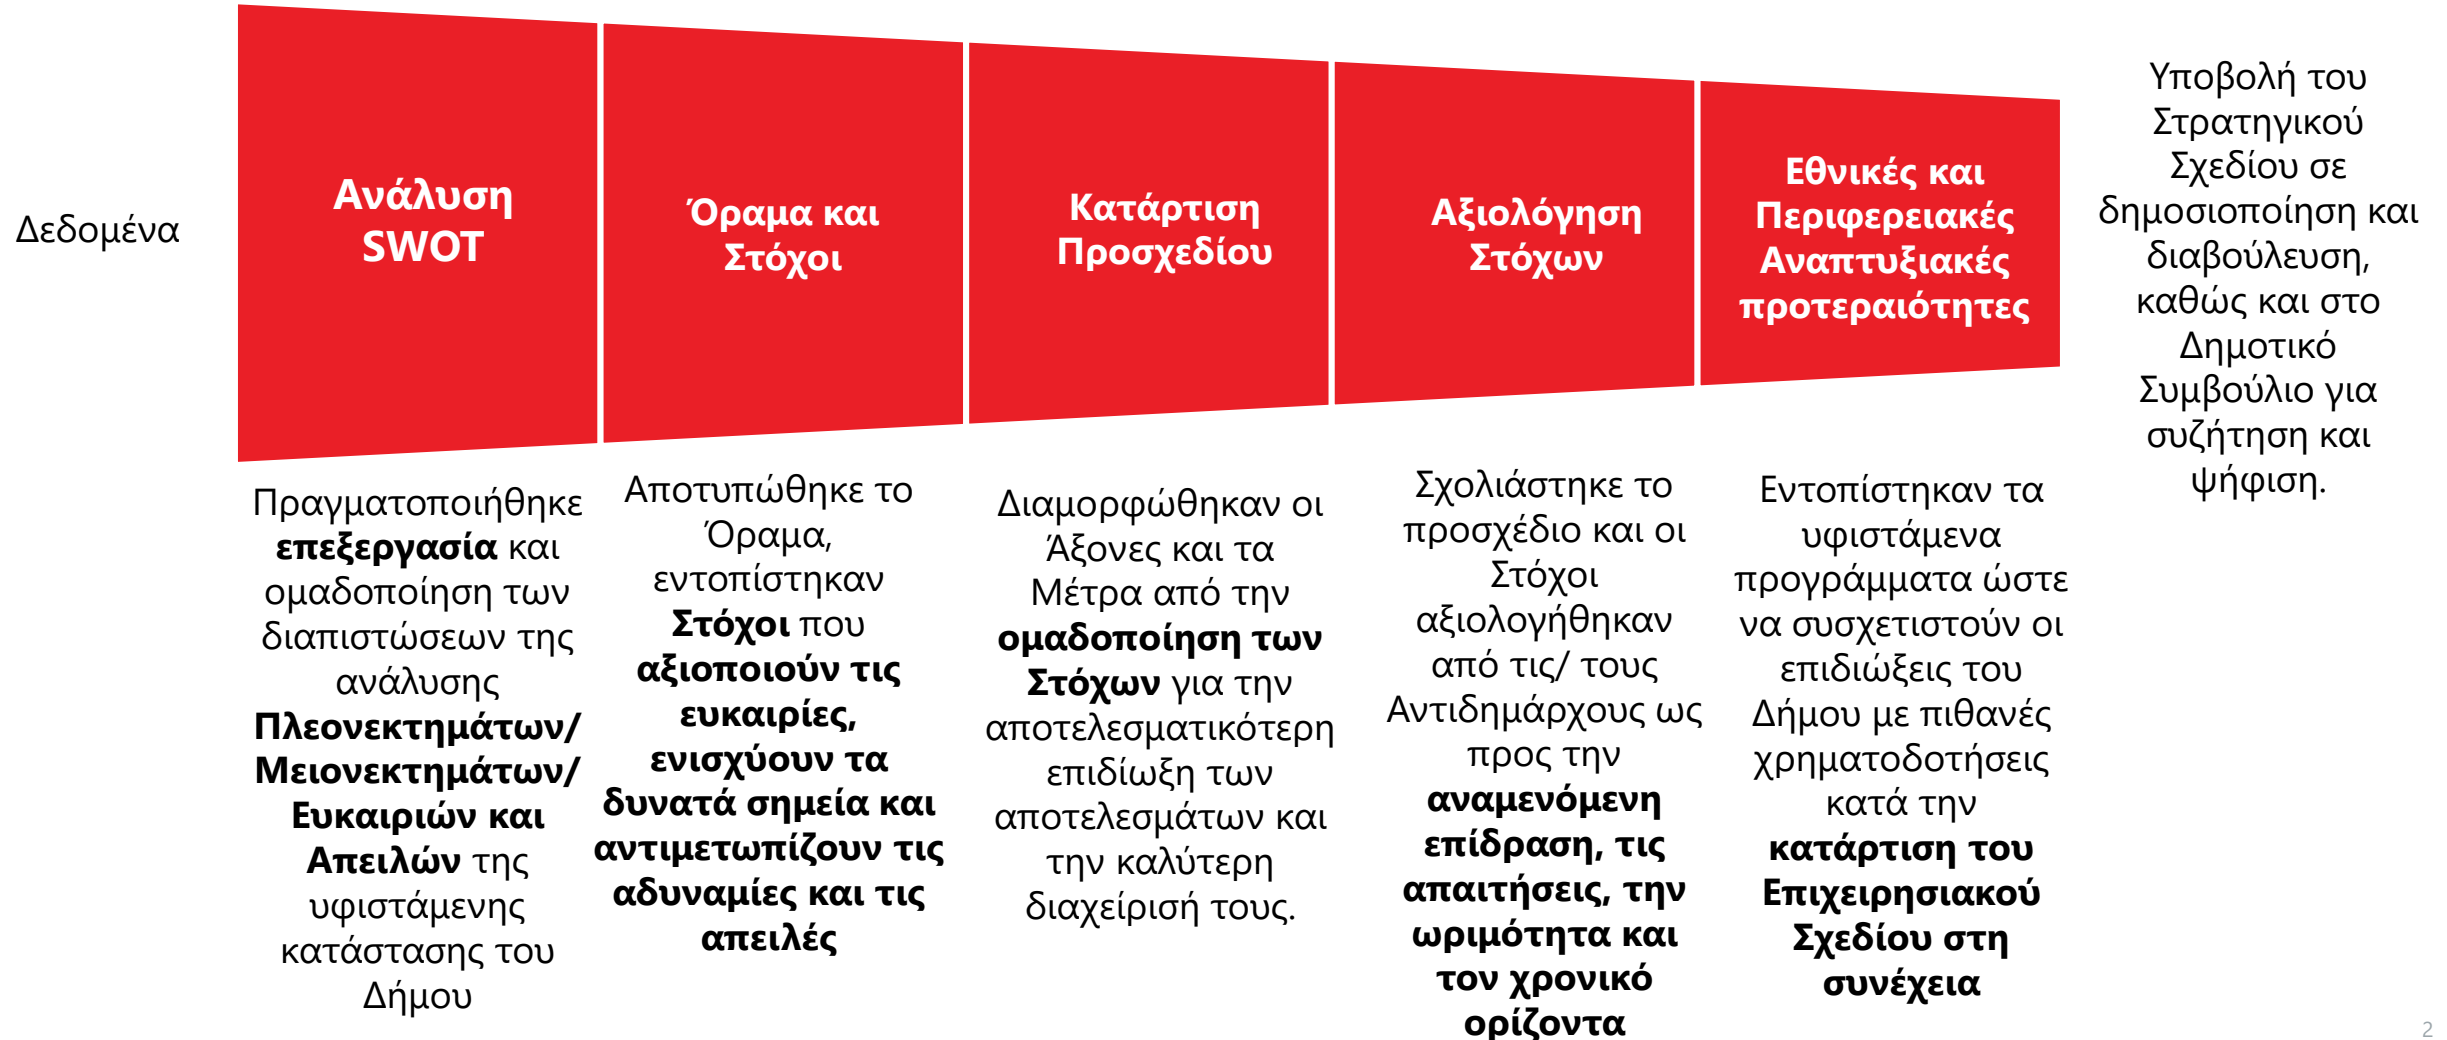 Δεδομένα
Ανάλυση
SWOT
Όραμα και
Στόχοι
Κατάρτιση
Προσχεδίου
Αξιολόγηση
Στόχων
Εθνικές και
Περιφερειακές
Αναπτυξιακές
προτεραιότητες
Υποβολή του
Στρατηγικού
Σχεδίου σε
δημοσιοποίηση και
διαβούλευση,
καθώς και στο
Δημοτικό
Συμβούλιο για
συζήτηση και
ψήφιση.
Πραγματοποιήθηκε
επεξεργασία και
ομαδοποίηση των
διαπιστώσεων της
ανάλυσης
Πλεονεκτημάτων/
Μειονεκτημάτων/
Ευκαιριών και
Απειλών της
υφιστάμενης
κατάστασης του
Δήμου
Αποτυπώθηκε το
Όραμα,
εντοπίστηκαν
Στόχοι που
αξιοποιούν τις
ευκαιρίες,
ενισχύουν τα
δυνατά σημεία και
αντιμετωπίζουν τις
αδυναμίες και τις
απειλές
Διαμορφώθηκαν οι
Άξονες και τα
Μέτρα από την
ομαδοποίηση των
Στόχων για την
αποτελεσματικότερη
επιδίωξη των
αποτελεσμάτων και
την καλύτερη
διαχείρισή τους.
Σχολιάστηκε το
προσχέδιο και οι
Στόχοι
αξιολογήθηκαν
από τις/ τους
Αντιδημάρχους ως
προς την
αναμενόμενη
επίδραση, τις
απαιτήσεις, την
ωριμότητα και
τον χρονικό
ορίζοντα
Εντοπίστηκαν τα
υφιστάμενα
προγράμματα ώστε
να συσχετιστούν οι
επιδιώξεις του
Δήμου με πιθανές
χρηματοδοτήσεις
κατά την
κατάρτιση του
Επιχειρησιακού
Σχεδίου στη
συνέχεια
2